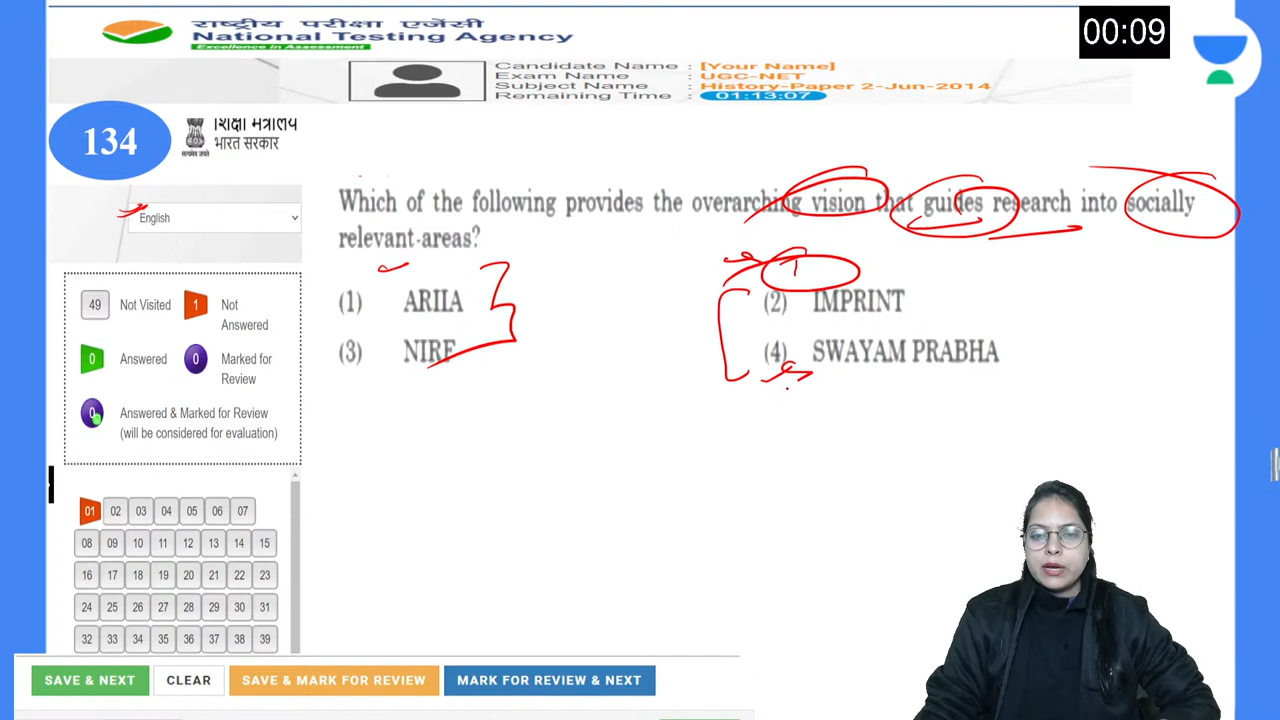 राष्ट्रीय परीक्षा एजेंसी
National Testing Agency
Excellence in Assessment
00:09
Candidate Name : [Your Name]
Exam Name : UGC-NET
Subject Name : History-Paper 2-Jun-2014
Remaining Time : 01:13:07
134
शिक्षा मंत्रालय
भारत सरकार
English
Which of the following provides the overarching vision that guides research into socially
relevant-areas?
(1) ARIIA
(2) IMPRINT
(3) NIRF
(4) SWAYAM PRABHA
49 Not Visited
1 Not Answered
0 Answered
0 Marked for Review
0 Answered & Marked for Review
(will be considered for evaluation)
01 02 03 04 05 06 07
08 09 10 11 12 13 14 15
16 17 18 19 20 21 22 23
24 25 26 27 28 29 30 31
32 33 34 35 36 37 38 39
SAVE & NEXT
CLEAR
SAVE & MARK FOR REVIEW
MARK FOR REVIEW & NEXT